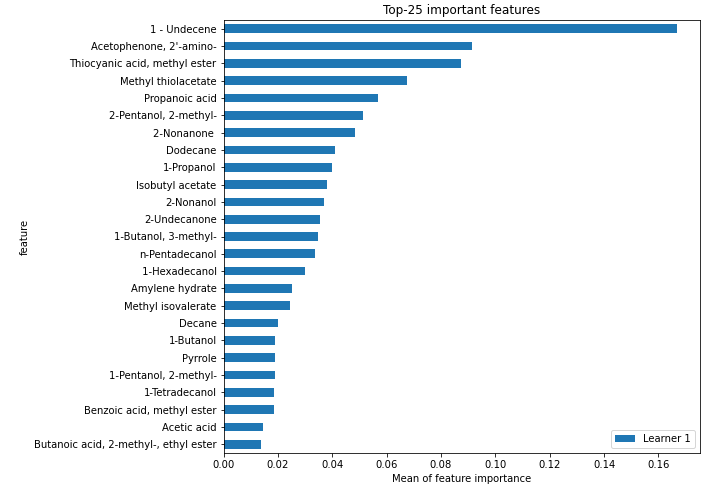 Top-25 important features
1 - Undecene
Acetophenone, 2'-amino-
Thiocyanic acid, methyl ester
Methyl thiolacetate
Propanoic acid
2-Pentanol, 2-methyl-
2-Nonanone
Dodecane
1-Propanol
Isobutyl acetate
2-Nonanol
2-Undecanone
1-Butanol, 3-methyl-
n-Pentadecanol
1-Hexadecanol
Amylene hydrate
Methyl isovalerate
Decane
1-Butanol
Pyrrole
1-Pentanol, 2-methyl-
1-Tetradecanol
Benzoic acid, methyl ester
Acetic acid
Butanoic acid, 2-methyl-, ethyl ester
feature
Learner 1
0.00 0.02 0.04 0.06 0.08 0.10 0.12 0.14 0.16
Mean of feature importance